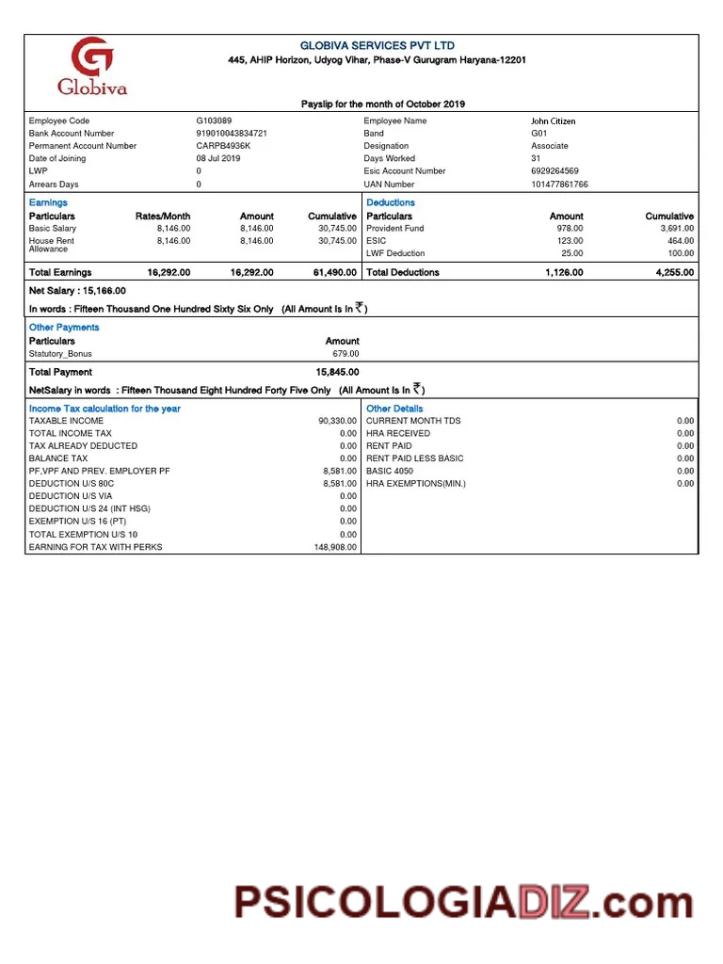 GLOBIVA SERVICES PVT LTD
445, AHIP Horizon, Udyog Vihar, Phase-V Gurugram Haryana-12201
Globiva
Payslip for the month of October 2019
Employee Code G103089 Employee Name John Citizen
Bank Account Number 919010043834721 Band G01
Permanent Account Number CARPB4936K Designation Associate
Date of Joining 08 Jul 2019 Days Worked 31
LWP 0 Esic Account Number 6929264569
Arrears Days 0 UAN Number 101477861766
Earnings Deductions
Particulars Rates/Month Amount Cumulative Particulars Amount Cumulative
Basic Salary 8,146.00 8,146.00 30,745.00 Provident Fund 978.00 3,691.00
House Rent Allowance 8,146.00 8,146.00 30,745.00 ESIC 123.00 464.00
LWF Deduction 25.00 100.00
Total Earnings 16,292.00 16,292.00 61,490.00 Total Deductions 1,126.00 4,255.00
Net Salary : 15,166.00
In words : Fifteen Thousand One Hundred Sixty Six Only (All Amount Is In ₹)
Other Payments
Particulars Amount
Statutory_Bonus 679.00
Total Payment 15,845.00
NetSalary in words : Fifteen Thousand Eight Hundred Forty Five Only (All Amount Is In ₹)
Income Tax calculation for the year Other Details
TAXABLE INCOME 90,330.00 CURRENT MONTH TDS 0.00
TOTAL INCOME TAX 0.00 HRA RECEIVED 0.00
TAX ALREADY DEDUCTED 0.00 RENT PAID 0.00
BALANCE TAX 0.00 RENT PAID LESS BASIC 0.00
PF,VPF AND PREV. EMPLOYER PF 8,581.00 BASIC 4050 0.00
DEDUCTION U/S 80C 8,581.00 HRA EXEMPTIONS(MIN.) 0.00
DEDUCTION U/S VIA 0.00
DEDUCTION U/S 24 (INT HSG) 0.00
EXEMPTION U/S 16 (PT) 0.00
TOTAL EXEMPTION U/S 10 0.00
EARNING FOR TAX WITH PERKS 148,908.00
PSICOLOGIADIZ.com